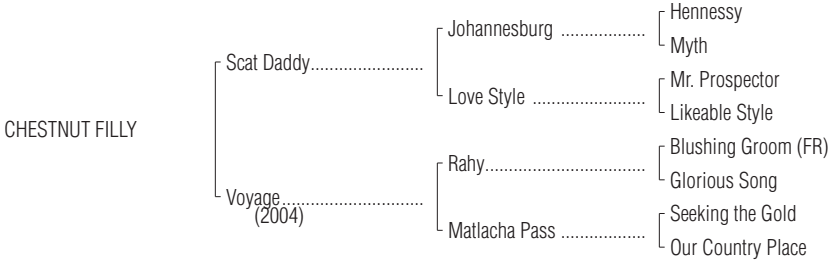 Hennessy
Johannesburg ....................
Myth
Scat Daddy.........................
Mr. Prospector
Love Style .........................
Likeable Style
CHESTNUT FILLY
Blushing Groom (FR)
Rahy...................................
Glorious Song
Voyage...............................
(2004)
Seeking the Gold
Matlacha Pass ...................
Our Country Place